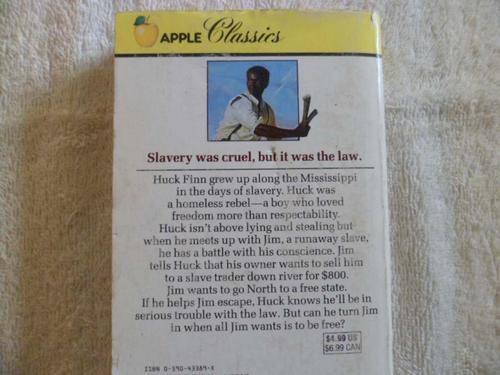 APPLE Classics
Slavery was cruel, but it was the law.
Huck Finn grew up along the Mississippi
in the days of slavery. Huck was
a homeless rebel—a boy who loved
freedom more than respectability.
Huck isn't above lying and stealing but
when he meets up with Jim, a runaway slave,
he has a battle with his conscience. Jim
tells Huck that his owner wants to sell him
to a slave trader down river for $800.
Jim wants to go North to a free state.
If he helps Jim escape, Huck knows he'll be in
serious trouble with the law. But can he turn Jim
in when all Jim wants is to be free?
$4.99 US
$6.99 CAN
ISBN 0-590-43389-X